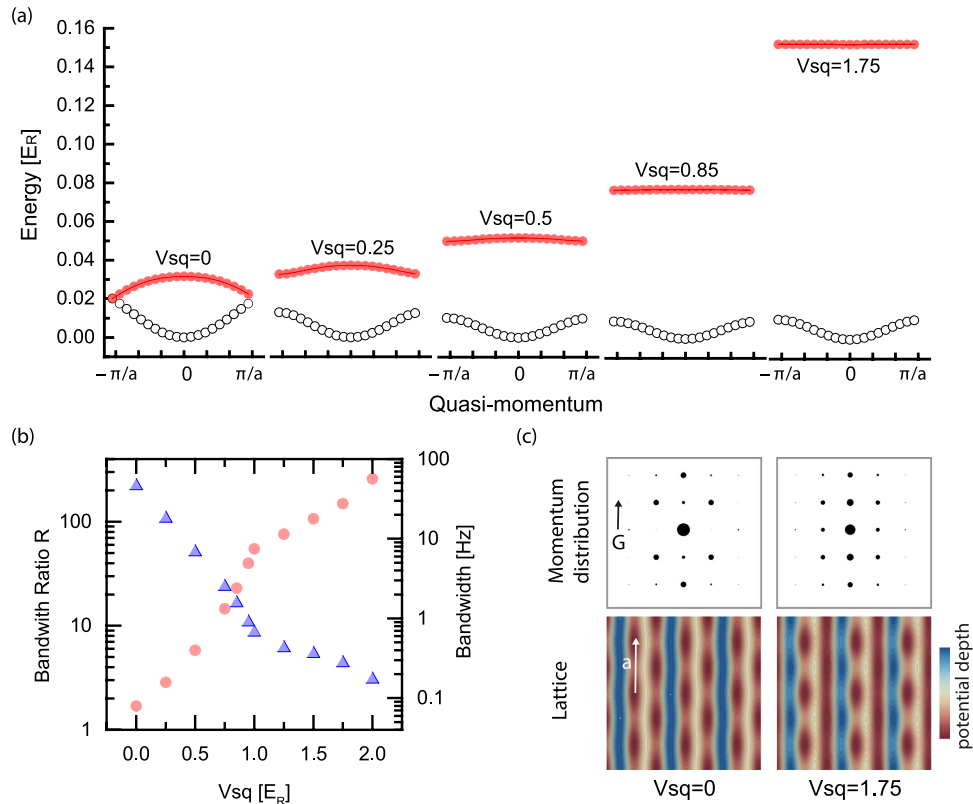 (a)
0.16
0.14
0.12
0.10
0.08
0.06
0.04
0.02
0.00
Energy [ER]
Vsq=0
Vsq=0.25
Vsq=0.5
Vsq=0.85
Vsq=1.75
−π/a 0 π/a −π/a 0 π/a −π/a 0 π/a −π/a 0 π/a −π/a 0 π/a
Quasi-momentum
(b)
100
10
1
Bandwith Ratio R
100
10
1
0.1
Bandwidth [Hz]
0.0 0.5 1.0 1.5 2.0
Vsq [ER]
(c)
Momentum
distribution
G
Lattice
a
potential depth
Vsq=0
Vsq=1.75